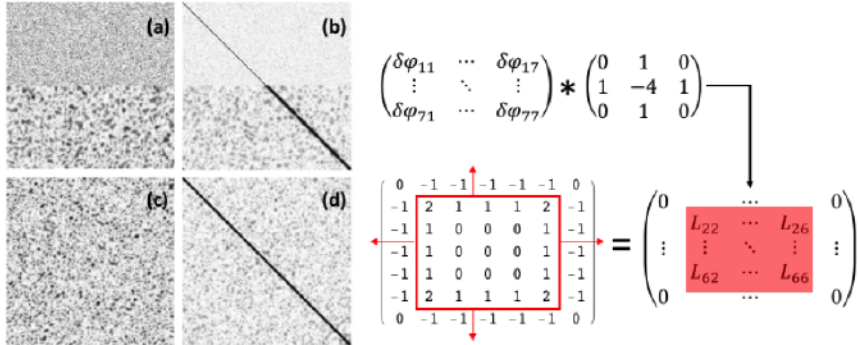 (a)
(b)
(c)
(d)
δφ₁₁ ⋯ δφ₁₇
⋮ ⋱ ⋮
δφ₇₁ ⋯ δφ₇₇
*
0 1 0
1 −4 1
0 1 0
0 −1 −1 −1 −1 −1 0
−1 2 1 1 1 2 −1
−1 1 0 0 0 1 −1
−1 1 0 0 0 1 −1
−1 1 0 0 0 1 −1
−1 2 1 1 1 2 −1
0 −1 −1 −1 −1 −1 0
=
0 ⋯ 0
L₂₂ ⋯ L₂₆
⋮ ⋮ ⋱ ⋮ ⋮
L₆₂ ⋯ L₆₆
0 ⋯ 0